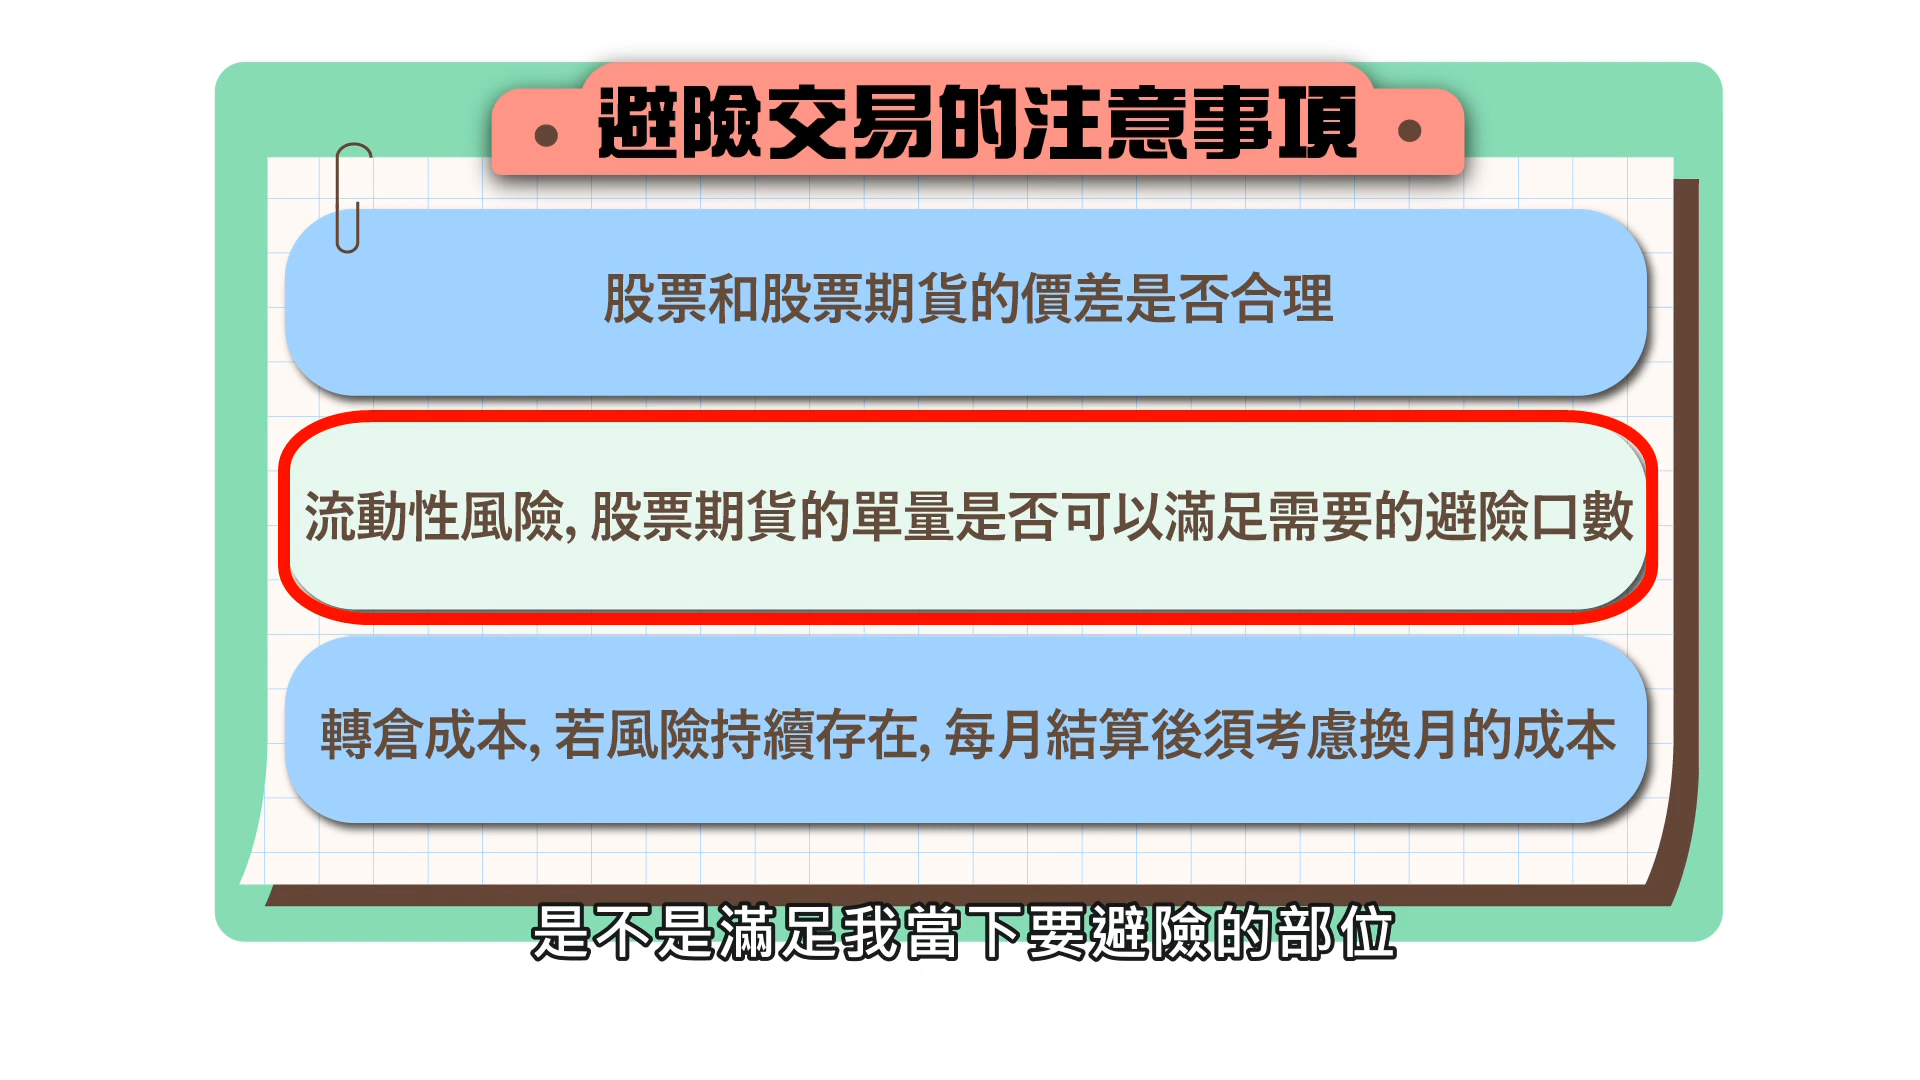 避險交易的注意事項
股票和股票期貨的價差是否合理
流動性風險, 股票期貨的單量是否可以滿足需要的避險口數
轉倉成本, 若風險持續存在, 每月結算後須考慮換月的成本
是不是滿足我當下要避險的部位